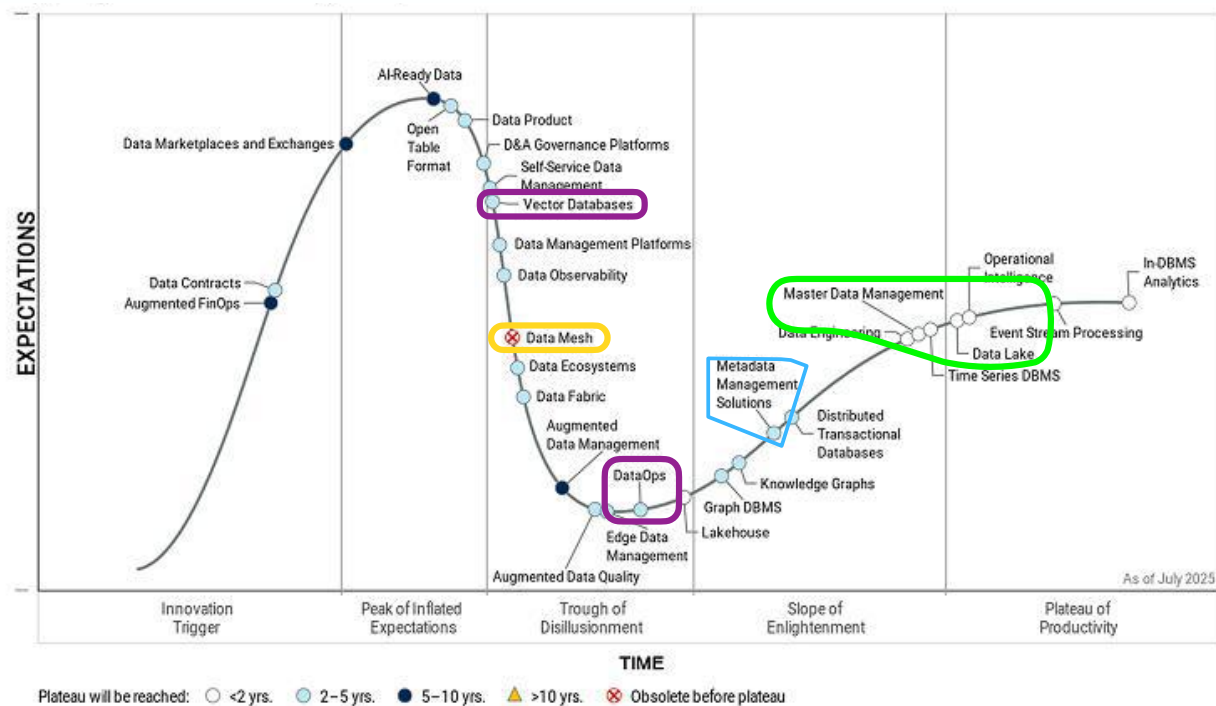 AI-Ready Data
Open
Table
Format
Data Product
Data Marketplaces and Exchanges
D&A Governance Platforms
Self-Service Data
Management
Vector Databases
Data Management Platforms
Data Observability
Data Contracts
Augmented FinOps
Data Mesh
Data Ecosystems
Data Fabric
Augmented
Data Management
DataOps
Edge Data
Management
Augmented Data Quality
Lakehouse
Graph DBMS
Knowledge Graphs
Metadata
Management
Solutions
Distributed
Transactional
Databases
Data Engineering
Master Data Management
Time Series DBMS
Data Lake
Operational
Intelligence
Event Stream Processing
In-DBMS
Analytics
EXPECTATIONS
As of July 2025
Innovation
Trigger
Peak of Inflated
Expectations
Trough of
Disillusionment
Slope of
Enlightenment
Plateau of
Productivity
TIME
Plateau will be reached: <2 yrs. 2–5 yrs. 5–10 yrs. >10 yrs. Obsolete before plateau